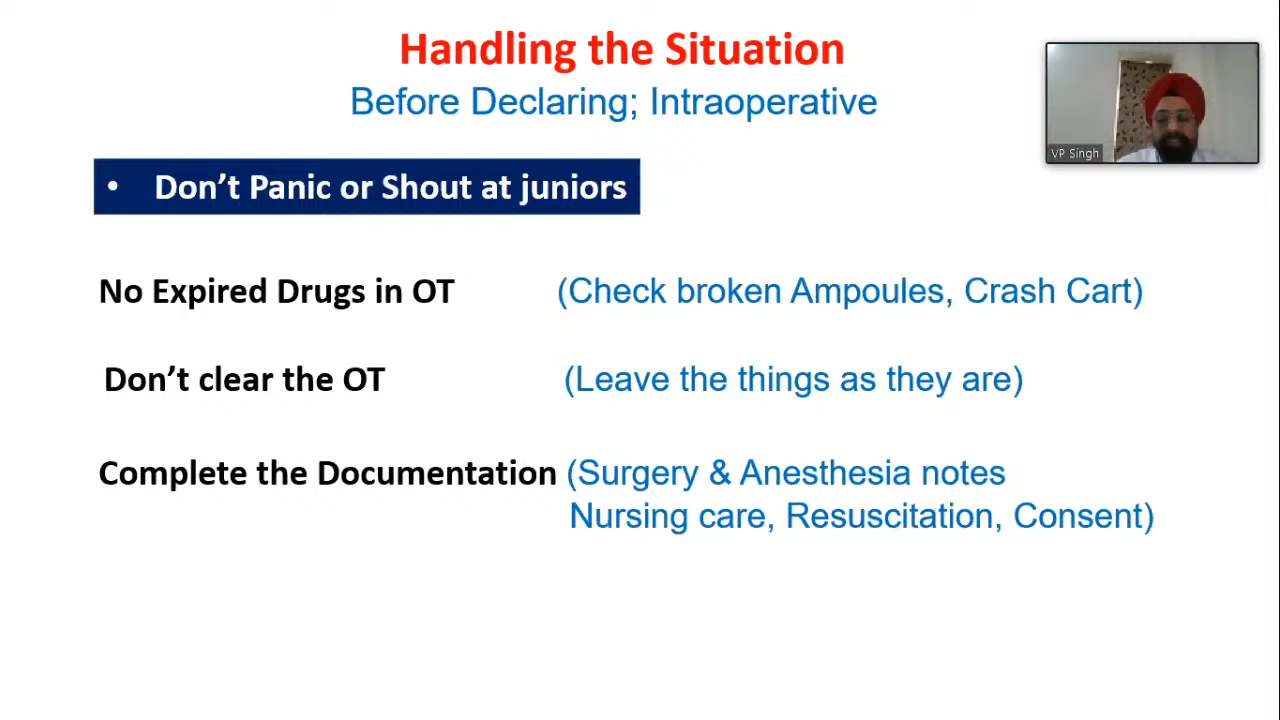 Handling the Situation
Before Declaring; Intraoperative
VP Singh
• Don’t Panic or Shout at juniors
No Expired Drugs in OT (Check broken Ampoules, Crash Cart)
Don’t clear the OT (Leave the things as they are)
Complete the Documentation (Surgery & Anesthesia notes
Nursing care, Resuscitation, Consent)